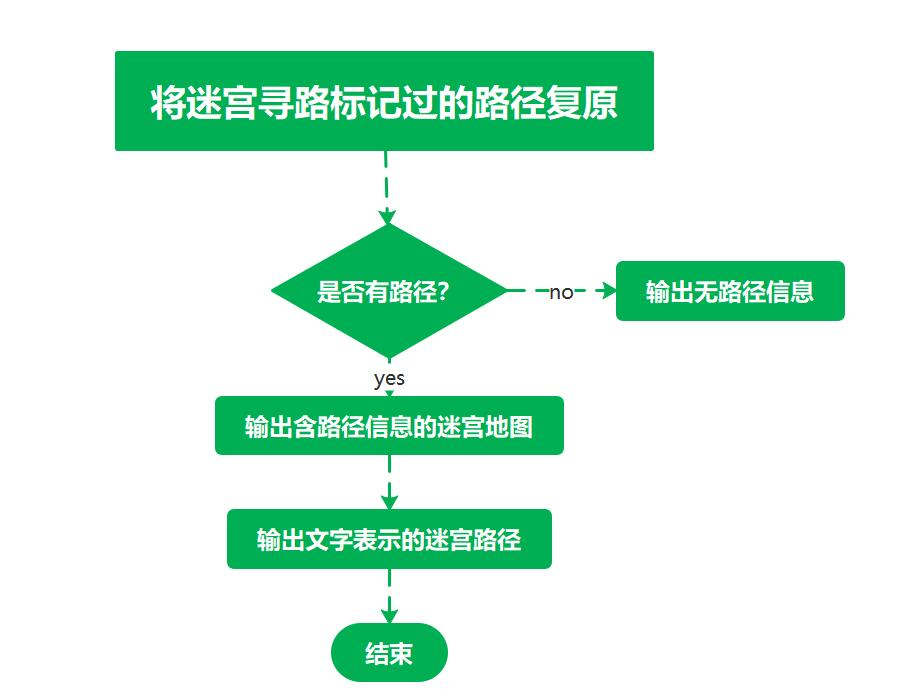 将迷宫寻路标记过的路径复原
是否有路径?
no
输出无路径信息
yes
输出含路径信息的迷宫地图
输出文字表示的迷宫路径
结束